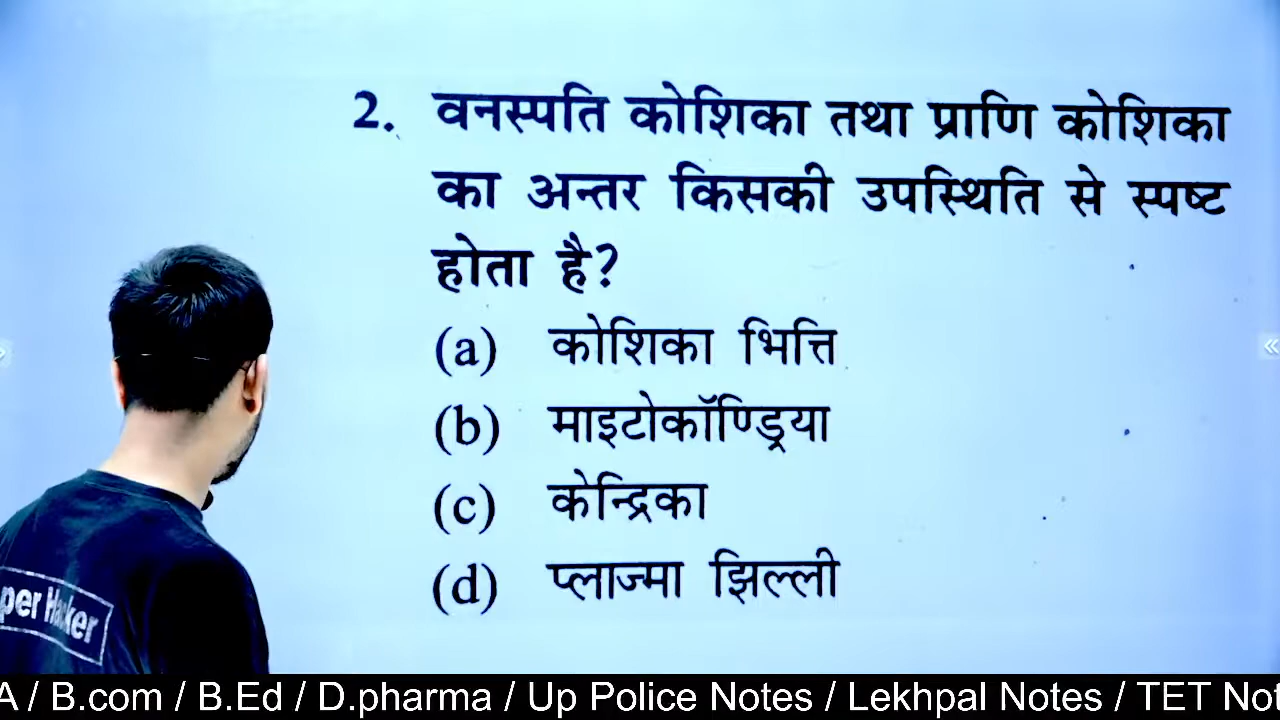 2. वनस्पति कोशिका तथा प्राणि कोशिका
का अन्तर किसकी उपस्थिति से स्पष्ट
होता है?
(a) कोशिका भित्ति
(b) माइटोकॉण्ड्रिया
(c) केन्द्रिका
(d) प्लाज्मा झिल्ली
A / B.com / B.Ed / D.pharma / Up Police Notes / Lekhpal Notes / TET